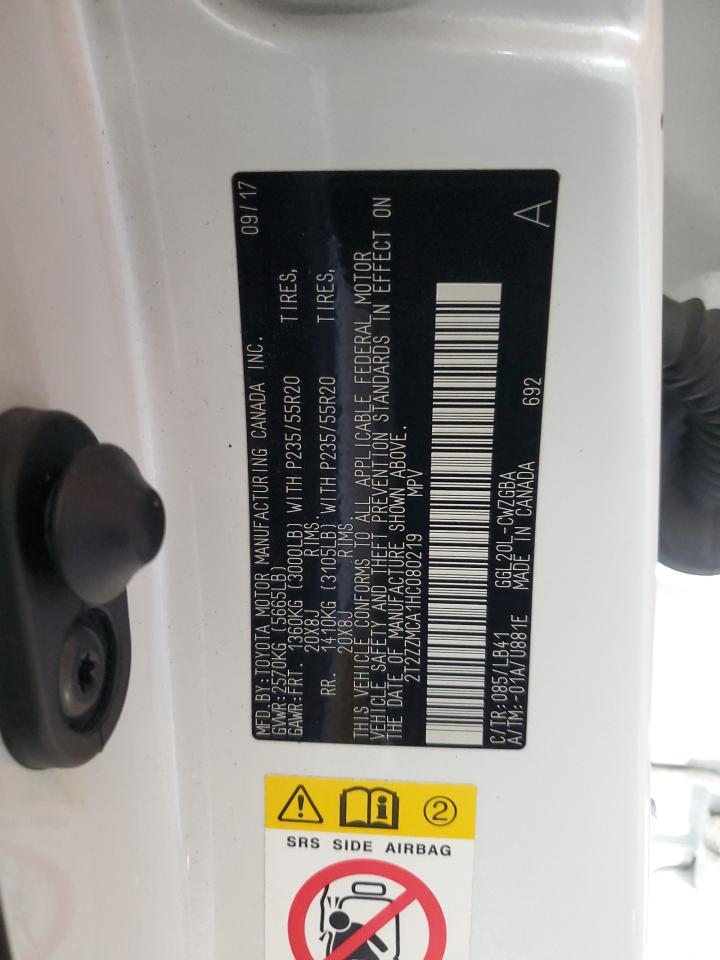 MFD.BY:TOYOTA MOTOR MANUFACTURING CANADA INC. 09/17
GVWR:2570KG (5665LB)
GAWR:FRT. 1360KG (3000LB) WITH P235/55R20 TIRES,
20X8J RIMS.
RR. 1410KG (3105LB) WITH P235/55R20 TIRES,
20X8J RIMS.
THIS VEHICLE CONFORMS TO ALL APPLICABLE FEDERAL MOTOR
VEHICLE SAFETY AND THEFT PREVENTION STANDARDS IN EFFECT ON
THE DATE OF MANUFACTURE SHOWN ABOVE.
2T2ZZMCA1HC080219 MPV
C/TR:085/LB41 GGL20L-CWZGBA
A/TM:-01A/U881E MADE IN CANADA 692 A
2
SRS SIDE AIRBAG